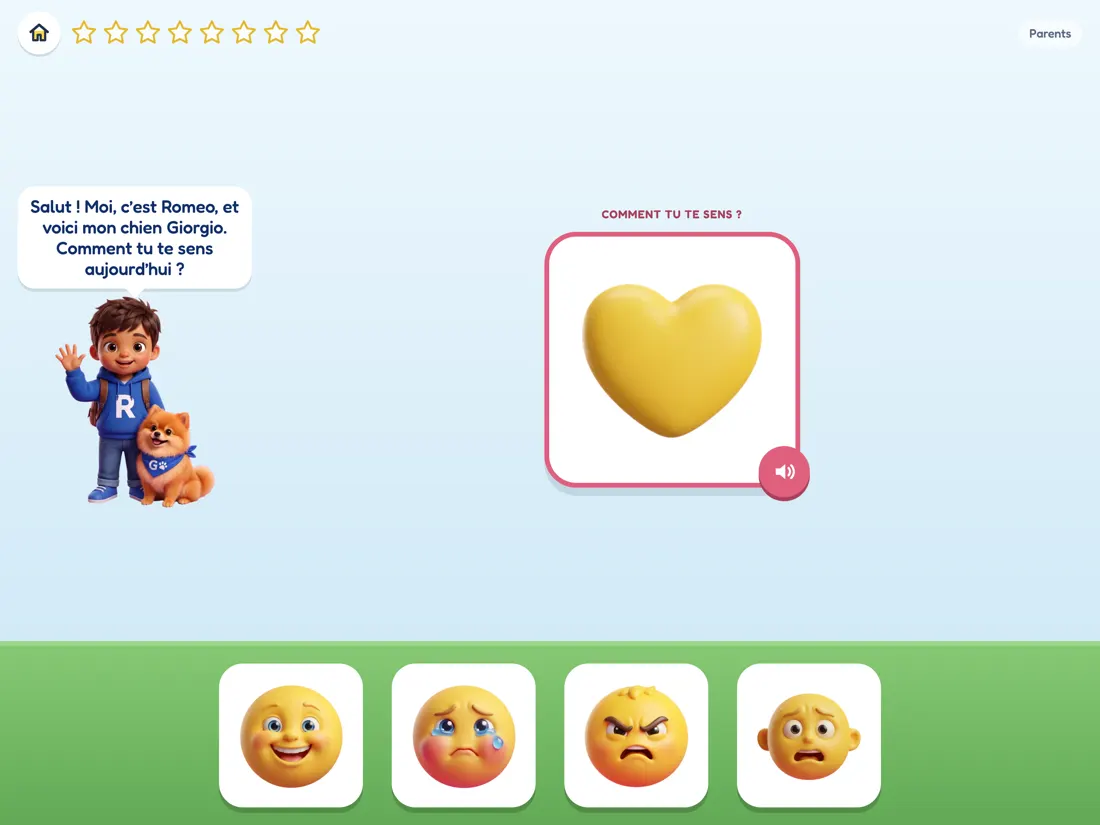 Parents
Salut ! Moi, c'est Romeo, et
voici mon chien Giorgio.
Comment tu te sens
aujourd'hui ?
COMMENT TU TE SENS ?
R
G